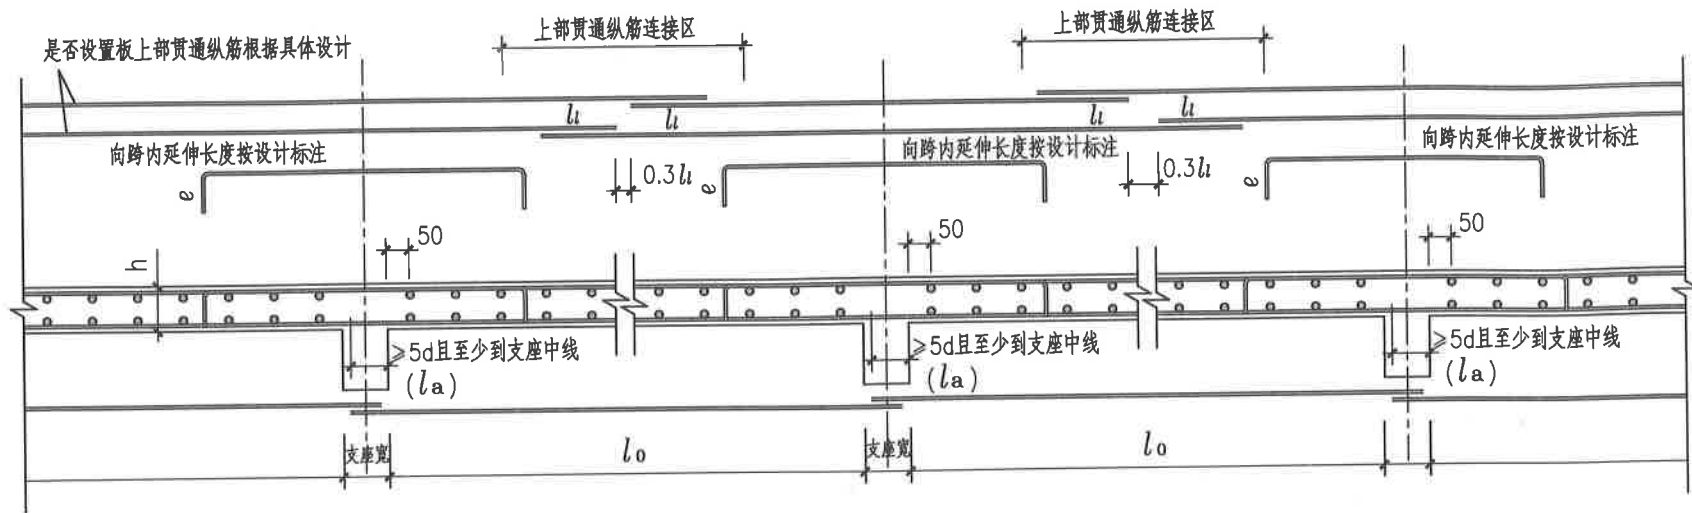 上部贯通纵筋连接区
上部贯通纵筋连接区
是否设置板上部贯通纵筋根据具体设计
ll
ll
ll
ll
向跨内延伸长度按设计标注
向跨内延伸长度按设计标注
向跨内延伸长度按设计标注
e
0.3ll
e
0.3ll
e
50
50
50
h
≥5d且至少到支座中线
(la)
≥5d且至少到支座中线
(la)
≥5d且至少到支座中线
(la)
支座宽
l0
支座宽
l0